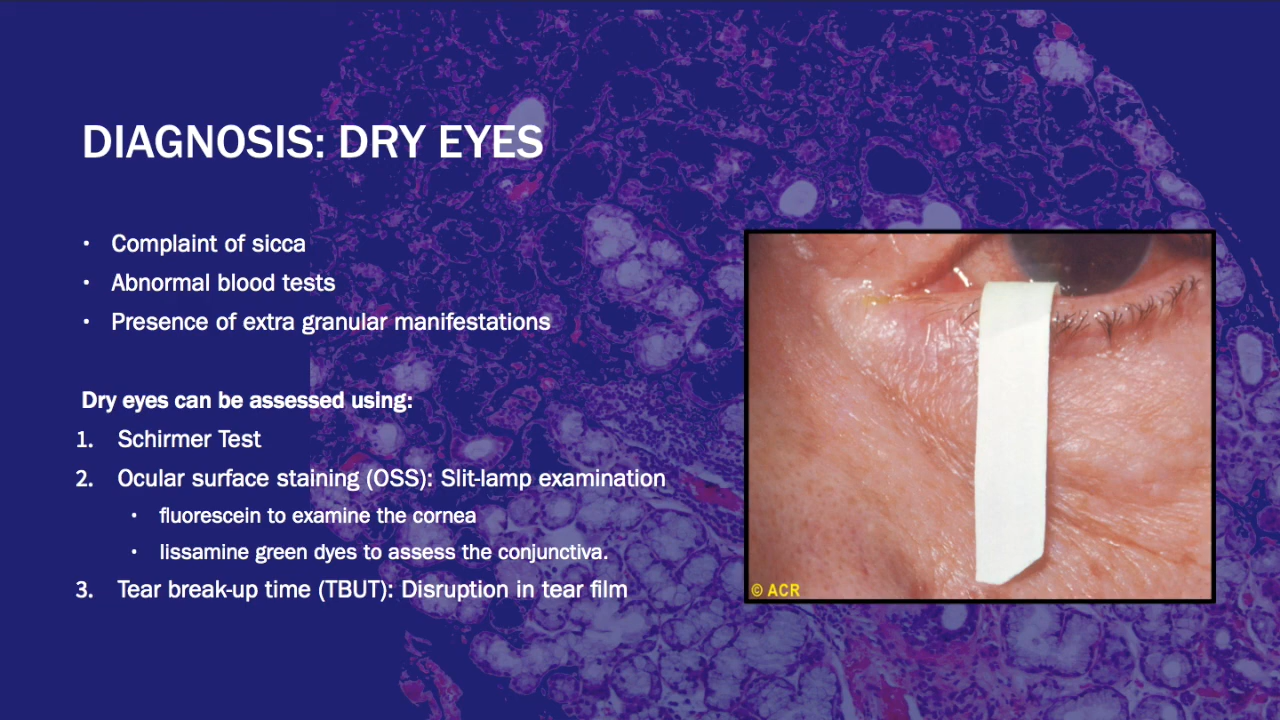 DIAGNOSIS: DRY EYES
• Complaint of sicca
• Abnormal blood tests
• Presence of extra granular manifestations
Dry eyes can be assessed using:
1. Schirmer Test
2. Ocular surface staining (OSS): Slit-lamp examination
• fluorescein to examine the cornea
• lissamine green dyes to assess the conjunctiva.
3. Tear break-up time (TBUT): Disruption in tear film
© ACR